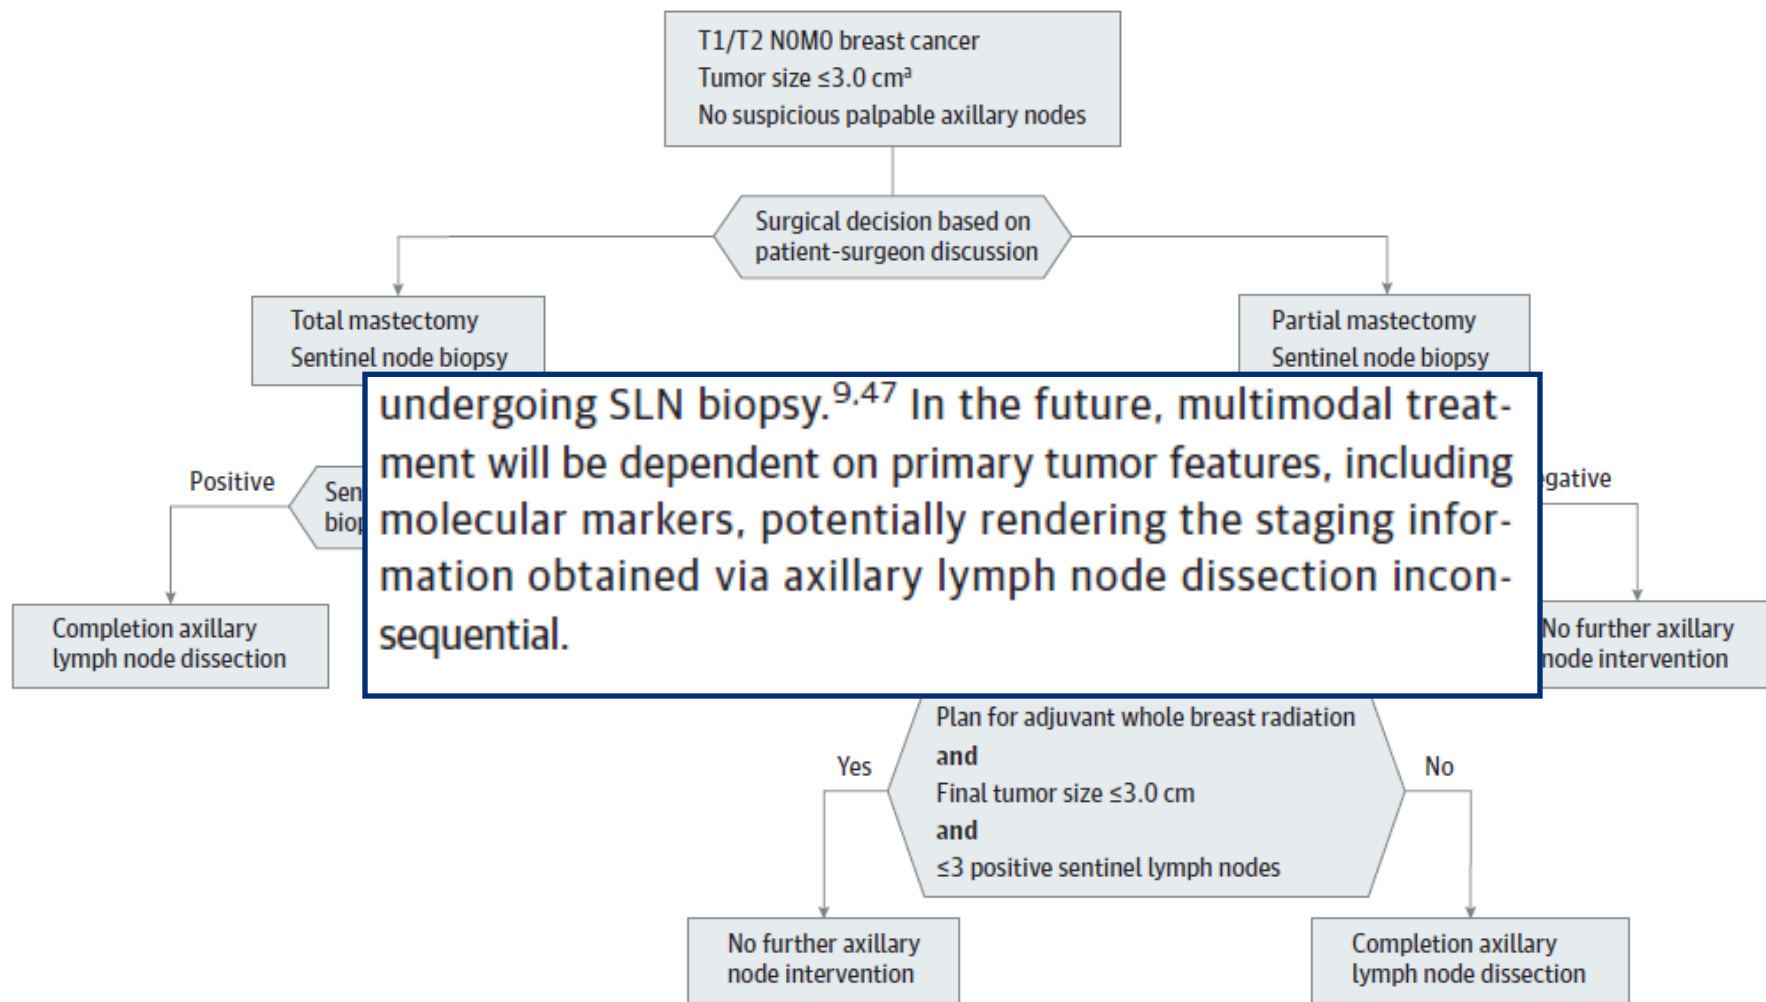 T1/T2 N0M0 breast cancer
Tumor size ≤3.0 cmᵃ
No suspicious palpable axillary nodes
Surgical decision based on
patient-surgeon discussion
Total mastectomy
Sentinel node biopsy
Partial mastectomy
Sentinel node biopsy
undergoing SLN biopsy.⁹,⁴⁷ In the future, multimodal treat-
ment will be dependent on primary tumor features, including
molecular markers, potentially rendering the staging infor-
mation obtained via axillary lymph node dissection incon-
sequential.
Positive
Sen
biop
egative
Completion axillary
lymph node dissection
No further axillary
node intervention
Plan for adjuvant whole breast radiation
and
Final tumor size ≤3.0 cm
and
≤3 positive sentinel lymph nodes
Yes
No
No further axillary
node intervention
Completion axillary
lymph node dissection